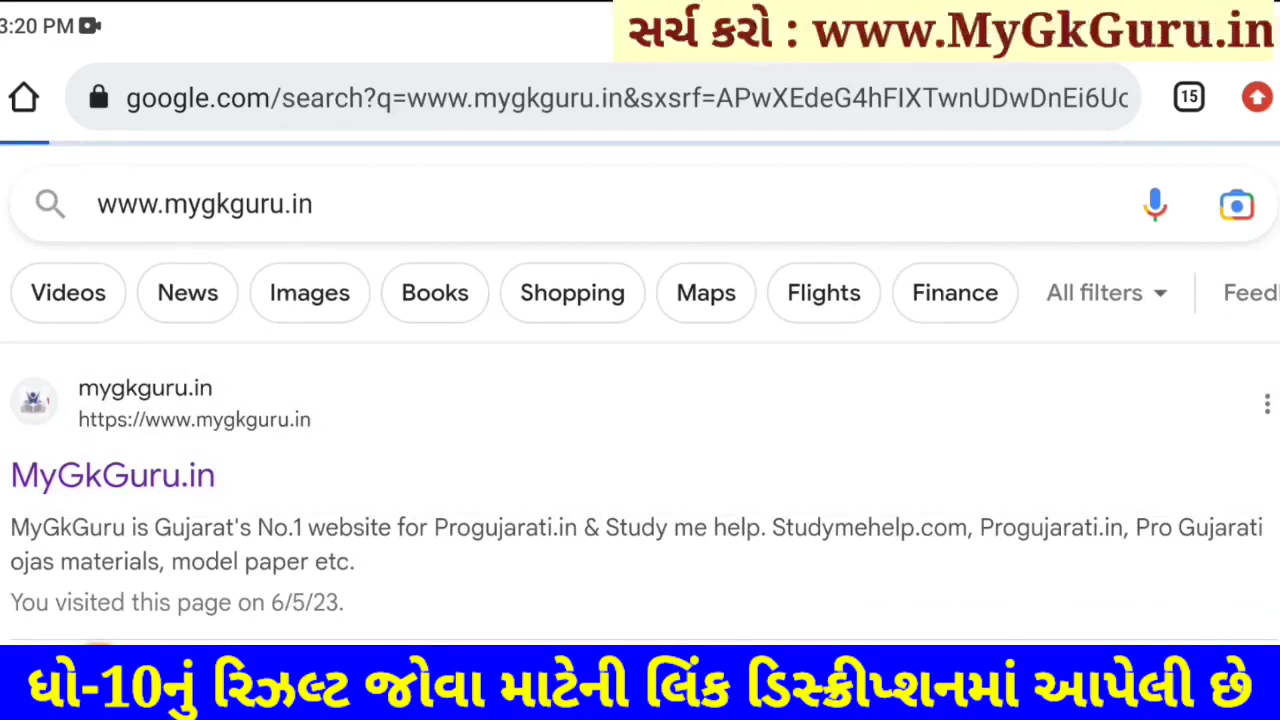 3:20 PM
સર્ચ કરો : www.MyGkGuru.in
google.com/search?q=www.mygkguru.in&sxsrf=APwXEdeG4hFIXTwnUDwDnEi6Uc
15
www.mygkguru.in
Videos News Images Books Shopping Maps Flights Finance All filters Feed
mygkguru.in
https://www.mygkguru.in
MyGkGuru.in
MyGkGuru is Gujarat's No.1 website for Progujarati.in & Study me help. Studymehelp.com, Progujarati.in, Pro Gujarati
ojas materials, model paper etc.
You visited this page on 6/5/23.
ધો-10નું રિઝલ્ટ જોવા માટેની લિંક ડિસ્ક્રીપ્શનમાં આપેલી છે